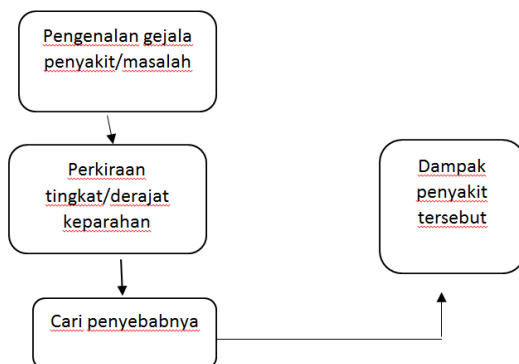 Pengenalan gejala
penyakit/masalah
Perkiraan
tingkat/derajat
keparahan
Cari penyebabnya
Dampak
penyakit
tersebut